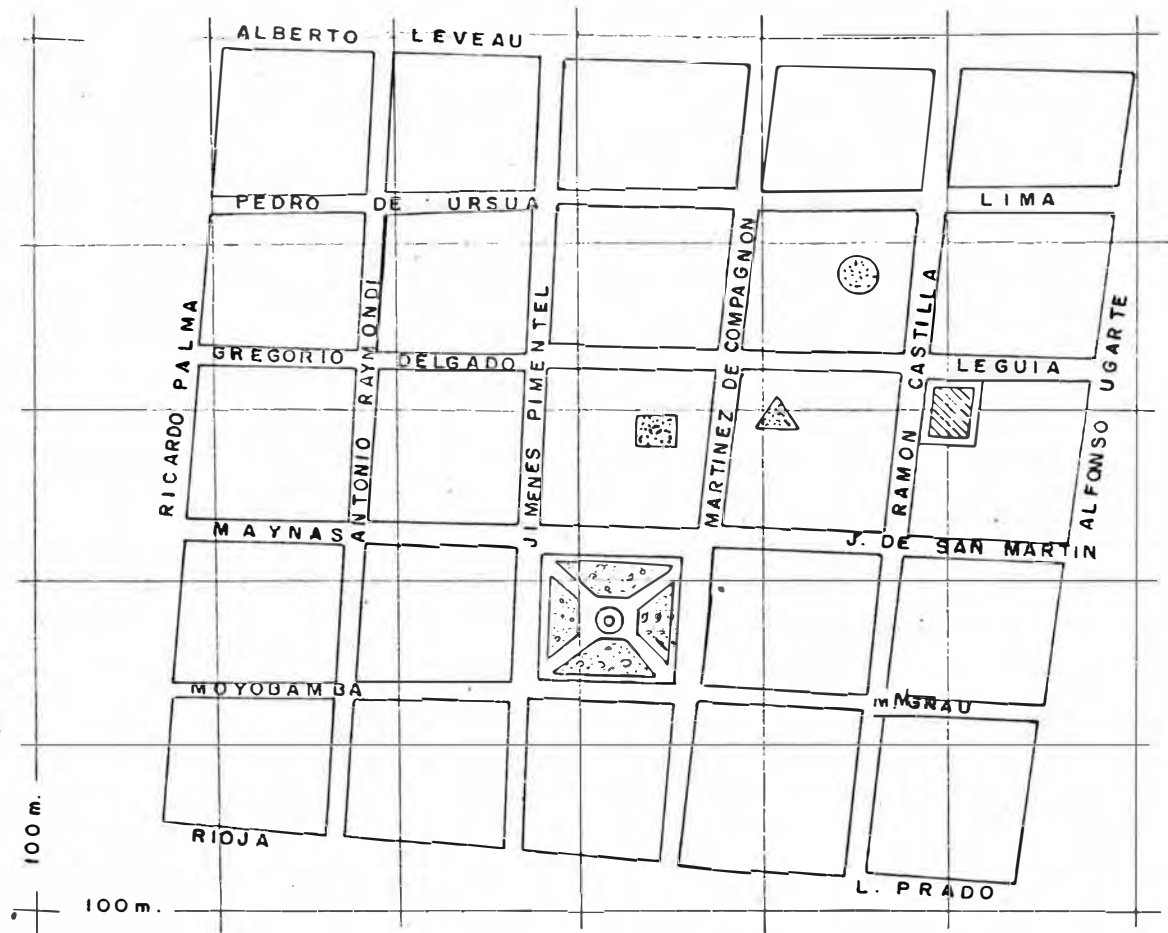 ALBERTO LEVEAU
PEDRO DE URSUA
LIMA
GREGORIO DELGADO
LEGUIA
MAYNAS
J. DE SAN MARTIN
MOYOBAMBA
RIOJA
L. PRADO
RICARDO PALMA
ANTONIO RAYMONDI
JIMENES PIMENTEL
MARTINEZ DE COMPAGNON
RAMON CASTILLA
ALFONSO UGARTE
100 m.
100 m.